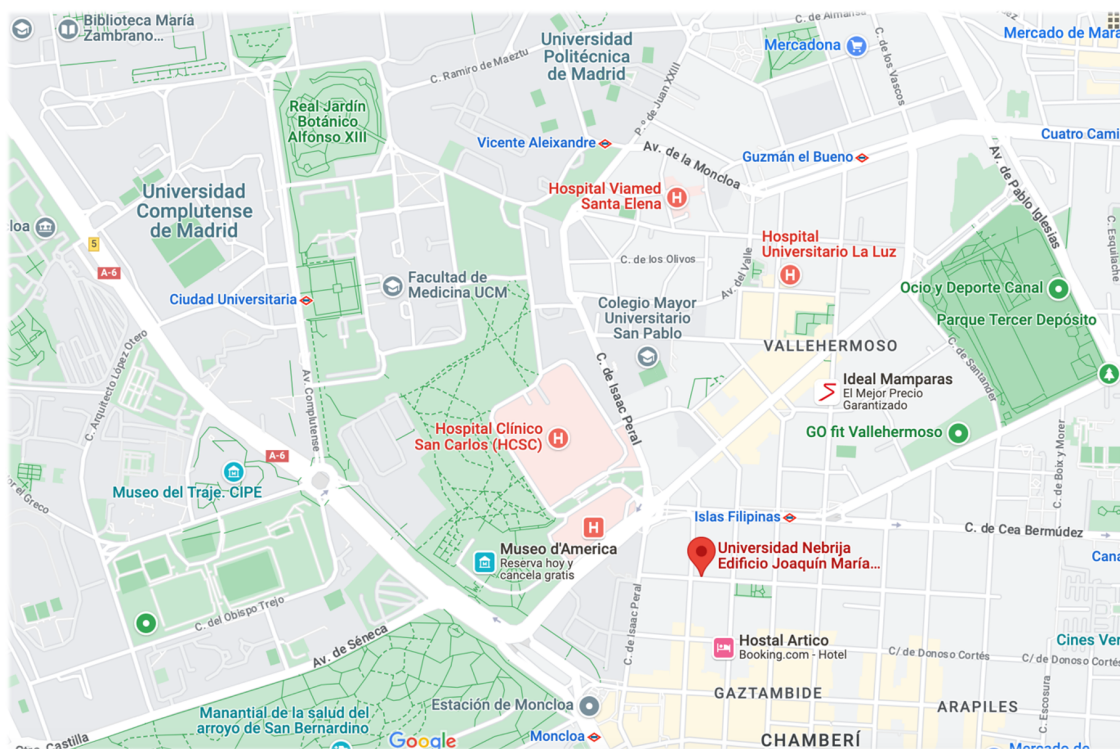 Biblioteca María
Zambrano...
Universidad
Politécnica
de Madrid
C. de Almansa
Mercadona
C. de los Vascos
Mercado de Mara
C. Ramiro de Maeztu
P.º de Juan XXIII
Real Jardín
Botánico
Alfonso XIII
Vicente Aleixandre
Av. de la Moncloa
Guzmán el Bueno
Cuatro Cami
Av. de Pablo Iglesias
Universidad
Complutense
de Madrid
Hospital Viamed
Santa Elena
loa
5
A-6
Hospital
Universitario La Luz
C. Esquilache
C. de los Olivos
Av. del Valle
Facultad de
Medicina UCM
Ciudad Universitaria
Colegio Mayor
Universitario
San Pablo
Ocio y Deporte Canal
Parque Tercer Depósito
C. Arquitecto López Otero
VALLEHERMOSO
C. de Santander
C. de Isaac Peral
Av. Complutense
Ideal Mamparas
El Mejor Precio
Garantizado
Hospital Clínico
San Carlos (HCSC)
GO fit Vallehermoso
C. de Boix y Morer
A-6
Museo del Traje. CIPE
or el Greco
Islas Filipinas
C. de Cea Bermúdez
Museo d'America
Reserva hoy y
cancela gratis
Universidad Nebrija
Edificio Joaquín María...
Cana
C. del Obispo Trejo
C. de Isaac Peral
Av. de Séneca
Hostal Artico
Booking.com - Hotel
Cines Ver
C/ de Donoso Cortés
C/ de Donoso Cortés
GAZTAMBIDE
C. Escosura
ARAPILES
Estación de Moncloa
Manantial de la salud del
arroyo de San Bernardino
Google
Moncloa
CHAMBERÍ
Mercado de